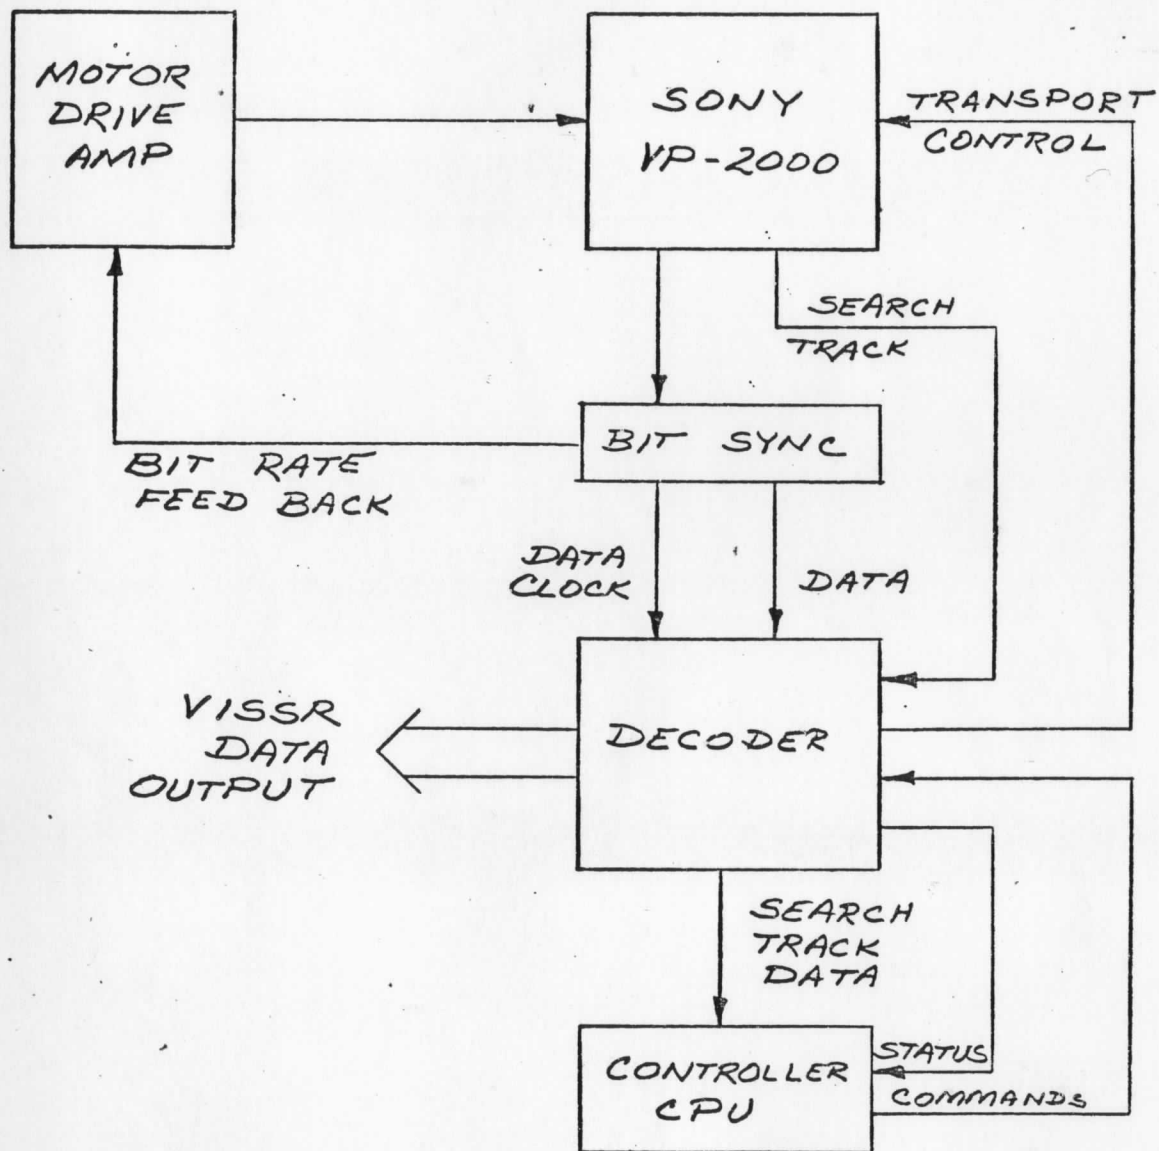 MOTOR
DRIVE
AMP
SONY
VP-2000
TRANSPORT
CONTROL
SEARCH
TRACK
BIT SYNC
BIT RATE
FEED BACK
DATA
CLOCK
DATA
VISSR
DATA
OUTPUT
DECODER
SEARCH
TRACK
DATA
CONTROLLER
CPU
STATUS
COMMANDS